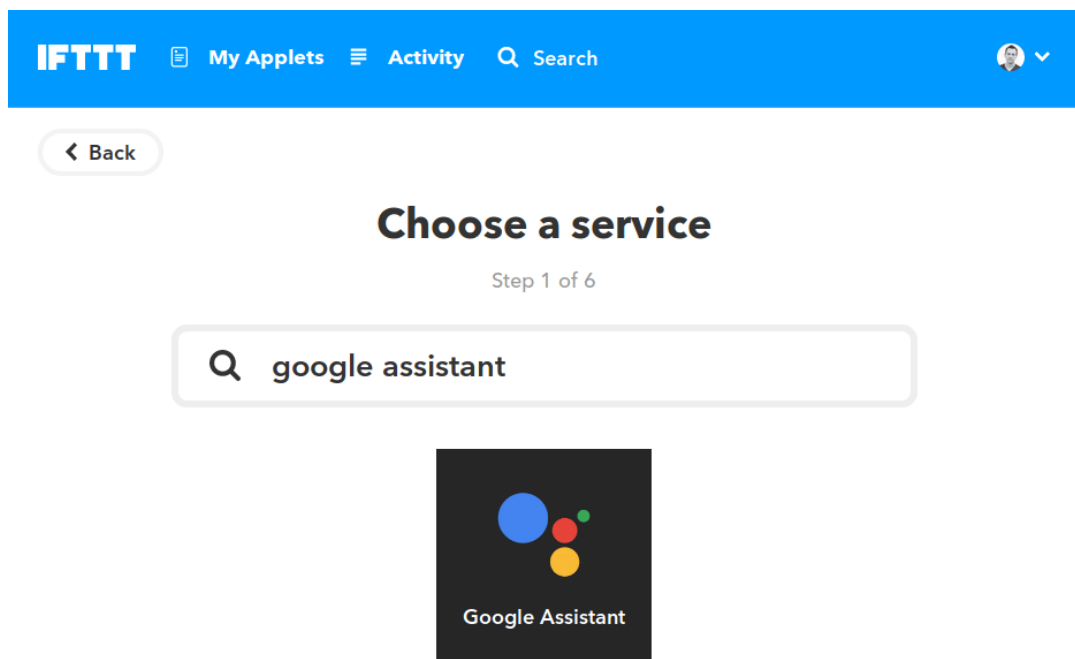 IFTTT My Applets Activity Search
Back
Choose a service
Step 1 of 6
google assistant
Google Assistant